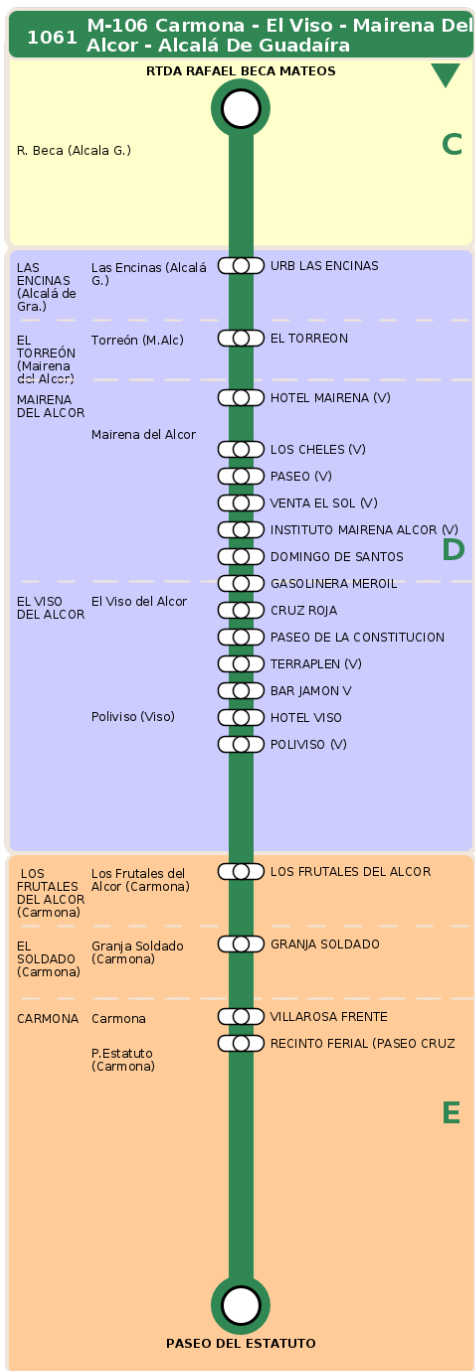 1061
M-106 Carmona - El Viso - Mairena Del
Alcor - Alcalá De Guadaíra
RTDA RAFAEL BECA MATEOS
C
R. Beca (Alcala G.)
LAS
ENCINAS
(Alcalá de
Gra.)
Las Encinas (Alcalá
G.)
URB LAS ENCINAS
EL
TORREÓN
(Mairena
del Alcor)
Torreón (M.Alc)
EL TORREON
MAIRENA
DEL ALCOR
HOTEL MAIRENA (V)
Mairena del Alcor
LOS CHELES (V)
PASEO (V)
VENTA EL SOL (V)
INSTITUTO MAIRENA ALCOR (V)
D
DOMINGO DE SANTOS
GASOLINERA MEROIL
EL VISO
DEL ALCOR
El Viso del Alcor
CRUZ ROJA
PASEO DE LA CONSTITUCION
TERRAPLEN (V)
BAR JAMON V
Poliviso (Viso)
HOTEL VISO
POLIVISO (V)
LOS
FRUTALES
DEL ALCOR
(Carmona)
Los Frutales del
Alcor (Carmona)
LOS FRUTALES DEL ALCOR
EL
SOLDADO
(Carmona)
Granja Soldado
(Carmona)
GRANJA SOLDADO
CARMONA
Carmona
VILLAROSA FRENTE
P.Estatuto
(Carmona)
RECINTO FERIAL (PASEO CRUZ
E
PASEO DEL ESTATUTO